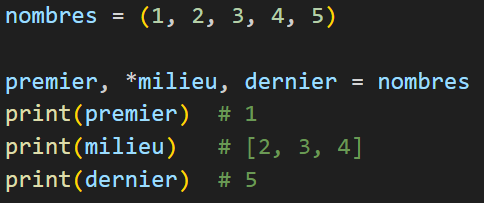 nombres = (1, 2, 3, 4, 5)
premier, *milieu, dernier = nombres
print(premier)  # 1
print(milieu)   # [2, 3, 4]
print(dernier)  # 5